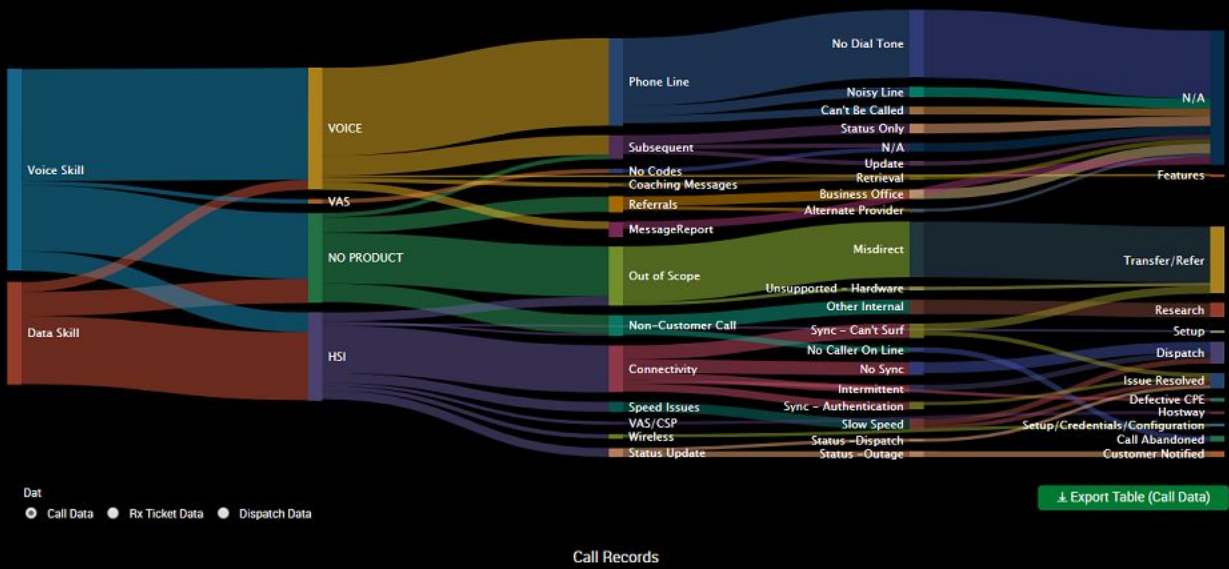 Voice Skill
Data Skill
VOICE
VAS
NO PRODUCT
HSI
Phone Line
Subsequent
No Codes
Coaching Messages
Referrals
MessageReport
Out of Scope
Non-Customer Call
Connectivity
Speed Issues
VAS/CSP
Wireless
Status Update
No Dial Tone
Noisy Line
Can't Be Called
Status Only
N/A
Update
Retrieval
Business Office
Alternate Provider
Misdirect
Unsupported - Hardware
Other Internal
Sync - Can't Surf
No Caller On Line
No Sync
Intermittent
Sync - Authentication
Slow Speed
Status -Dispatch
Status -Outage
N/A
Features
Transfer/Refer
Research
Setup
Dispatch
Issue Resolved
Defective CPE
Hostway
Setup/Credentials/Configuration
Call Abandoned
Customer Notified
Dat
Call Data Rx Ticket Data Dispatch Data
Export Table (Call Data)
Call Records